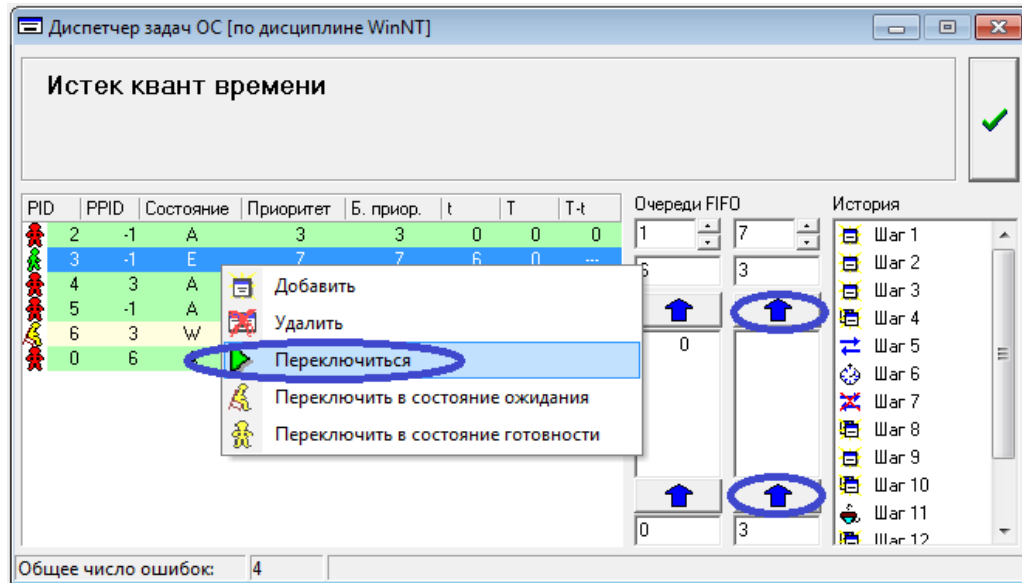 Диспетчер задач ОС [по дисциплине WinNT]
Истек квант времени
PID PPID Состояние Приоритет Б. приор. t T T-t
2 -1 A 3 3 0 0 0
3 -1 E 7 7 6 0 ---
4 3 A
5 -1 A
6 3 W
0 6
Добавить
Удалить
Переключиться
Переключить в состояние ожидания
Переключить в состояние готовности
Очереди FIFO
1 7
6 3
0
0 3
История
Шаг 1
Шаг 2
Шаг 3
Шаг 4
Шаг 5
Шаг 6
Шаг 7
Шаг 8
Шаг 9
Шаг 10
Шаг 11
Шаг 12
Общее число ошибок: 4